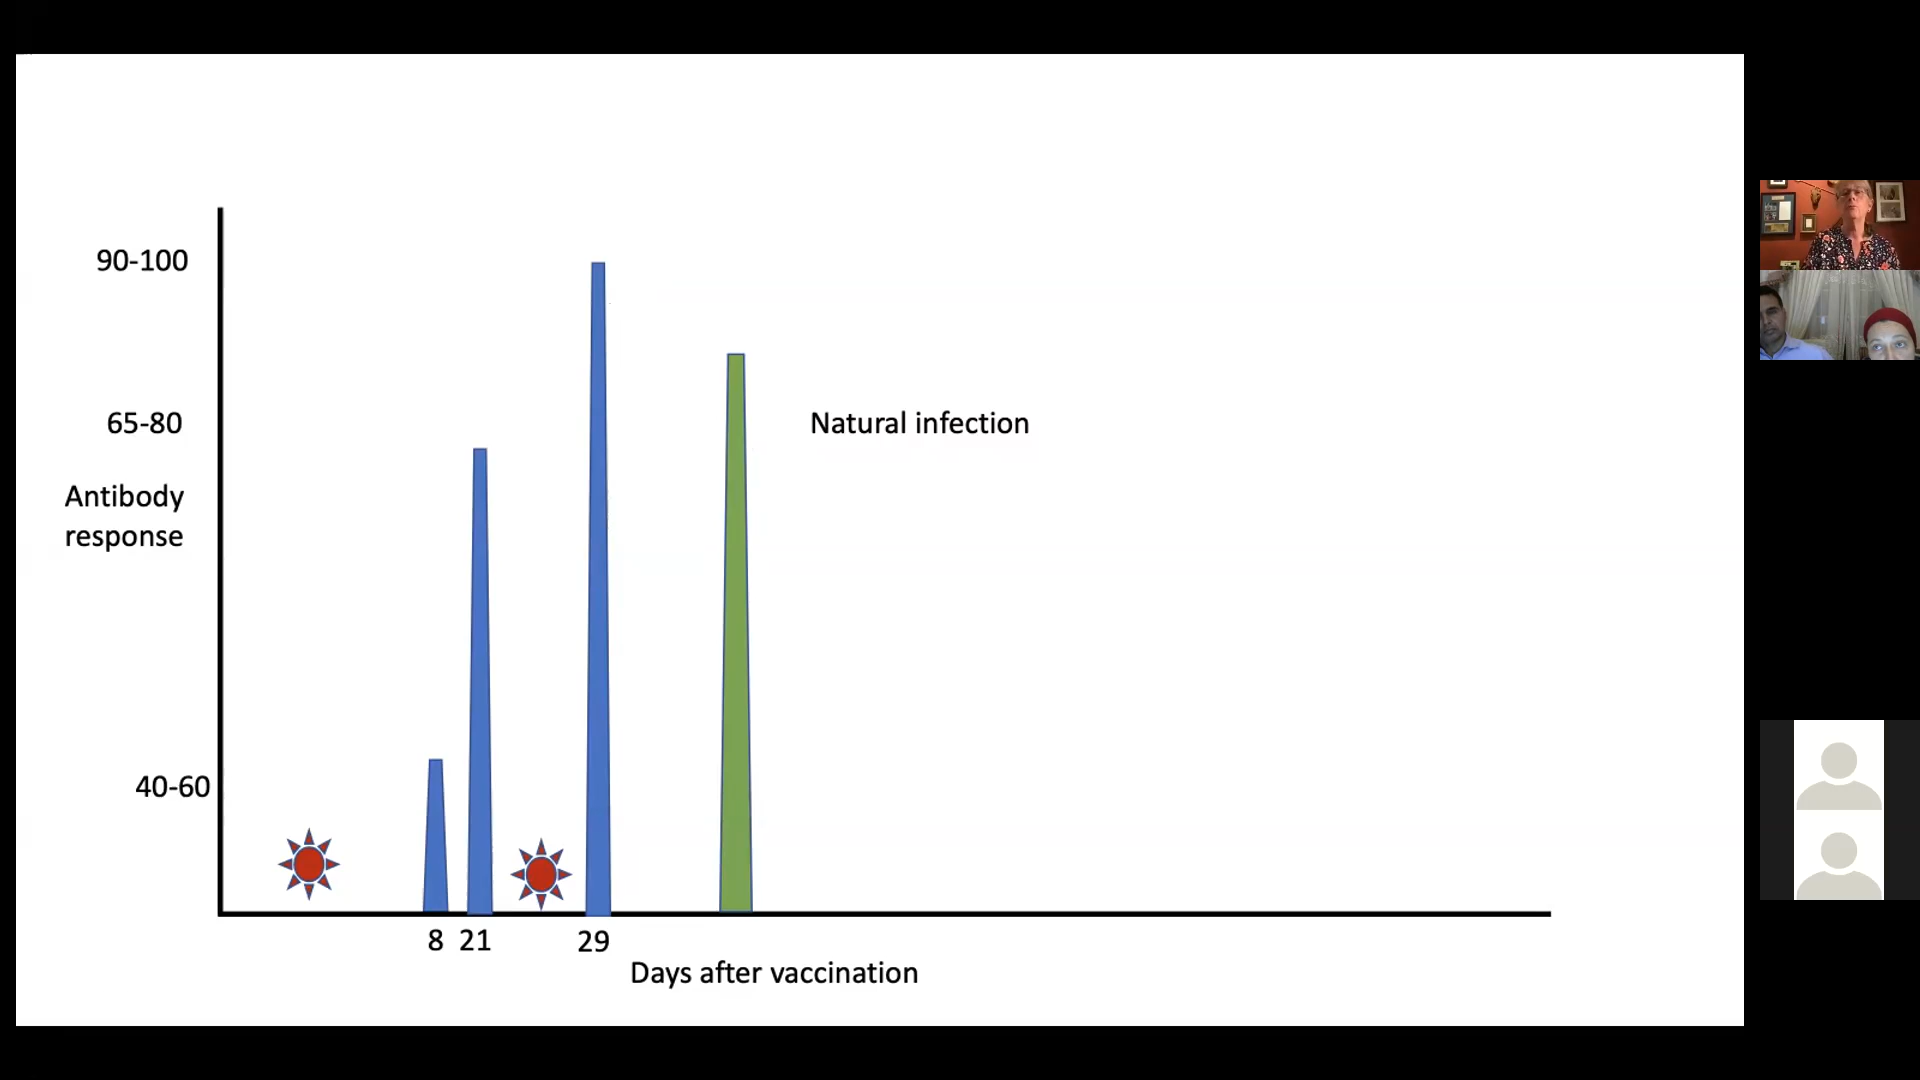 90-100
65-80
Natural infection
Antibody
response
40-60
8 21 29
Days after vaccination